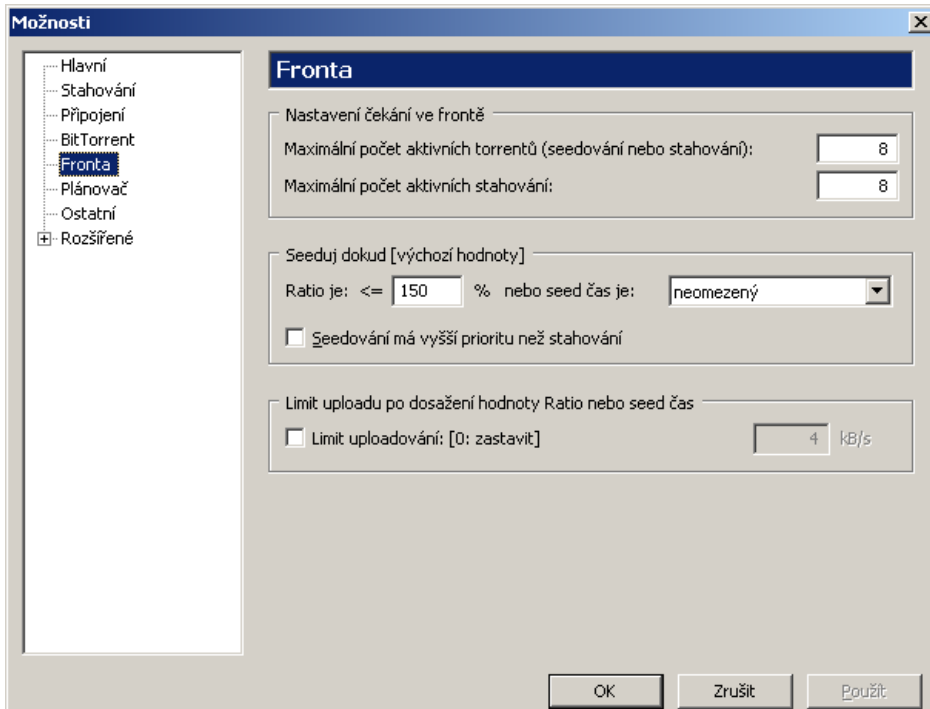 Možnosti
Hlavní
Stahování
Připojení
BitTorrent
Fronta
Plánovač
Ostatní
Rozšířené
Fronta
Nastavení čekání ve frontě
Maximální počet aktivních torrentů (seedování nebo stahování): 8
Maximální počet aktivních stahování: 8
Seeduj dokud [výchozí hodnoty]
Ratio je: <= 150 % nebo seed čas je: neomezený
Seedování má vyšší prioritu než stahování
Limit uploadu po dosažení hodnoty Ratio nebo seed čas
Limit uploadování: [0: zastavit] 4 kB/s
OK Zrušit Použít